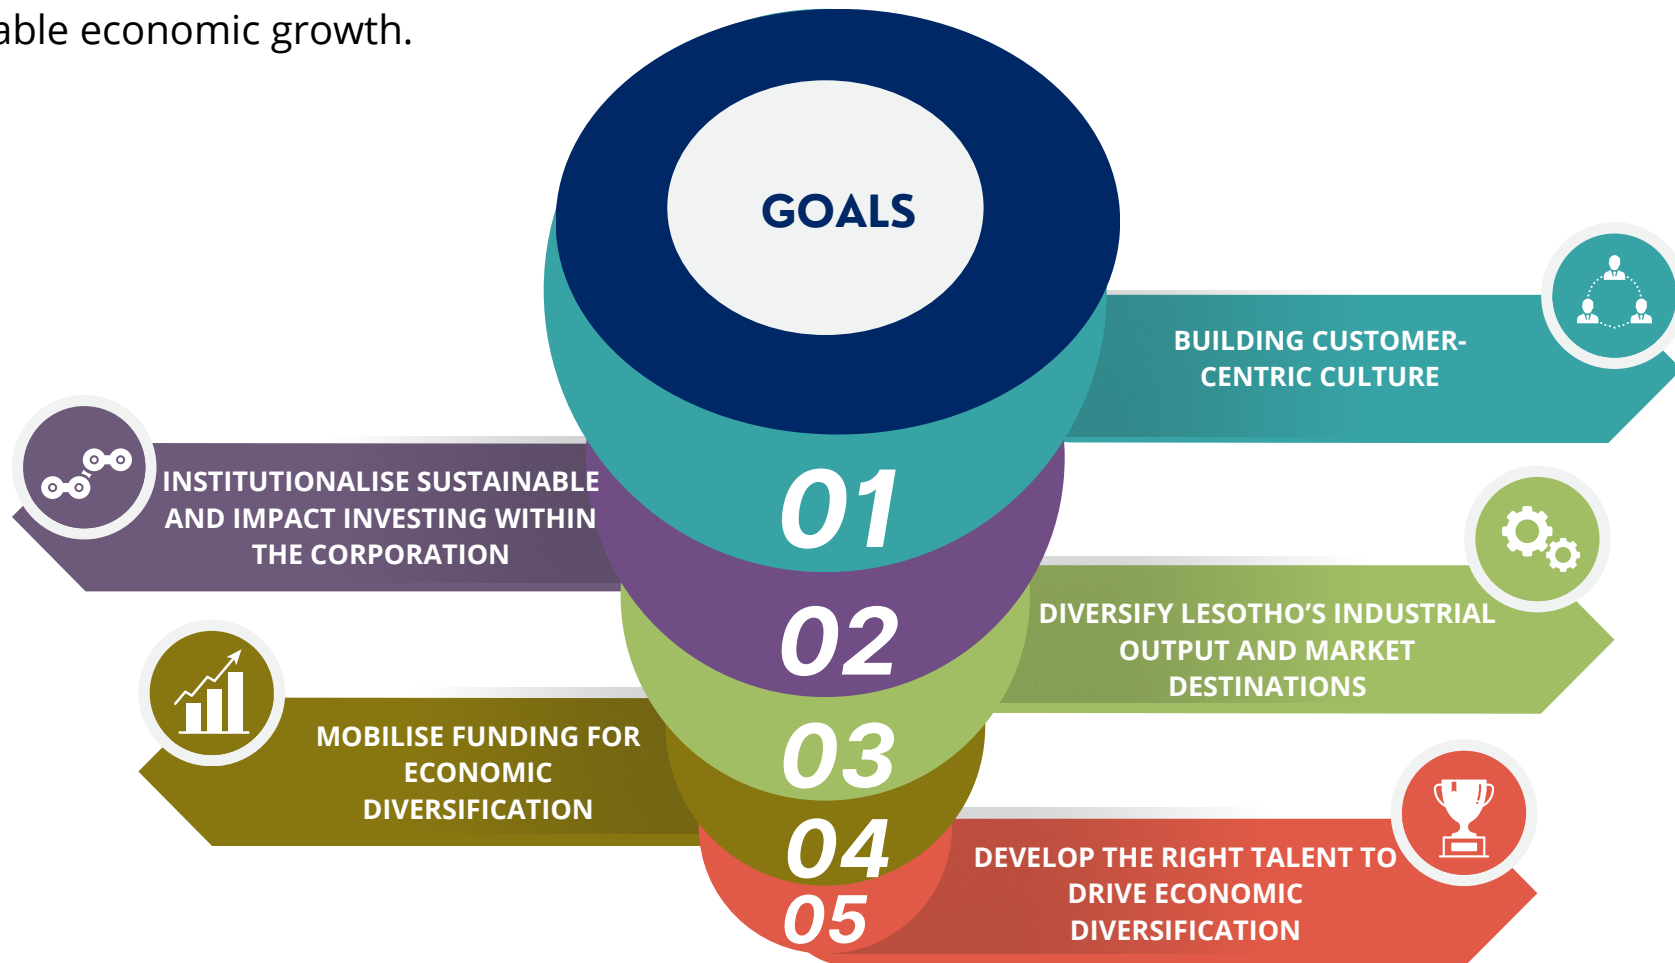 able economic growth.
GOALS
BUILDING CUSTOMER-
CENTRIC CULTURE
01
INSTITUTIONALISE SUSTAINABLE
AND IMPACT INVESTING WITHIN
THE CORPORATION
02
DIVERSIFY LESOTHO’S INDUSTRIAL
OUTPUT AND MARKET
DESTINATIONS
03
MOBILISE FUNDING FOR
ECONOMIC
DIVERSIFICATION
04
DEVELOP THE RIGHT TALENT TO
DRIVE ECONOMIC
DIVERSIFICATION
05